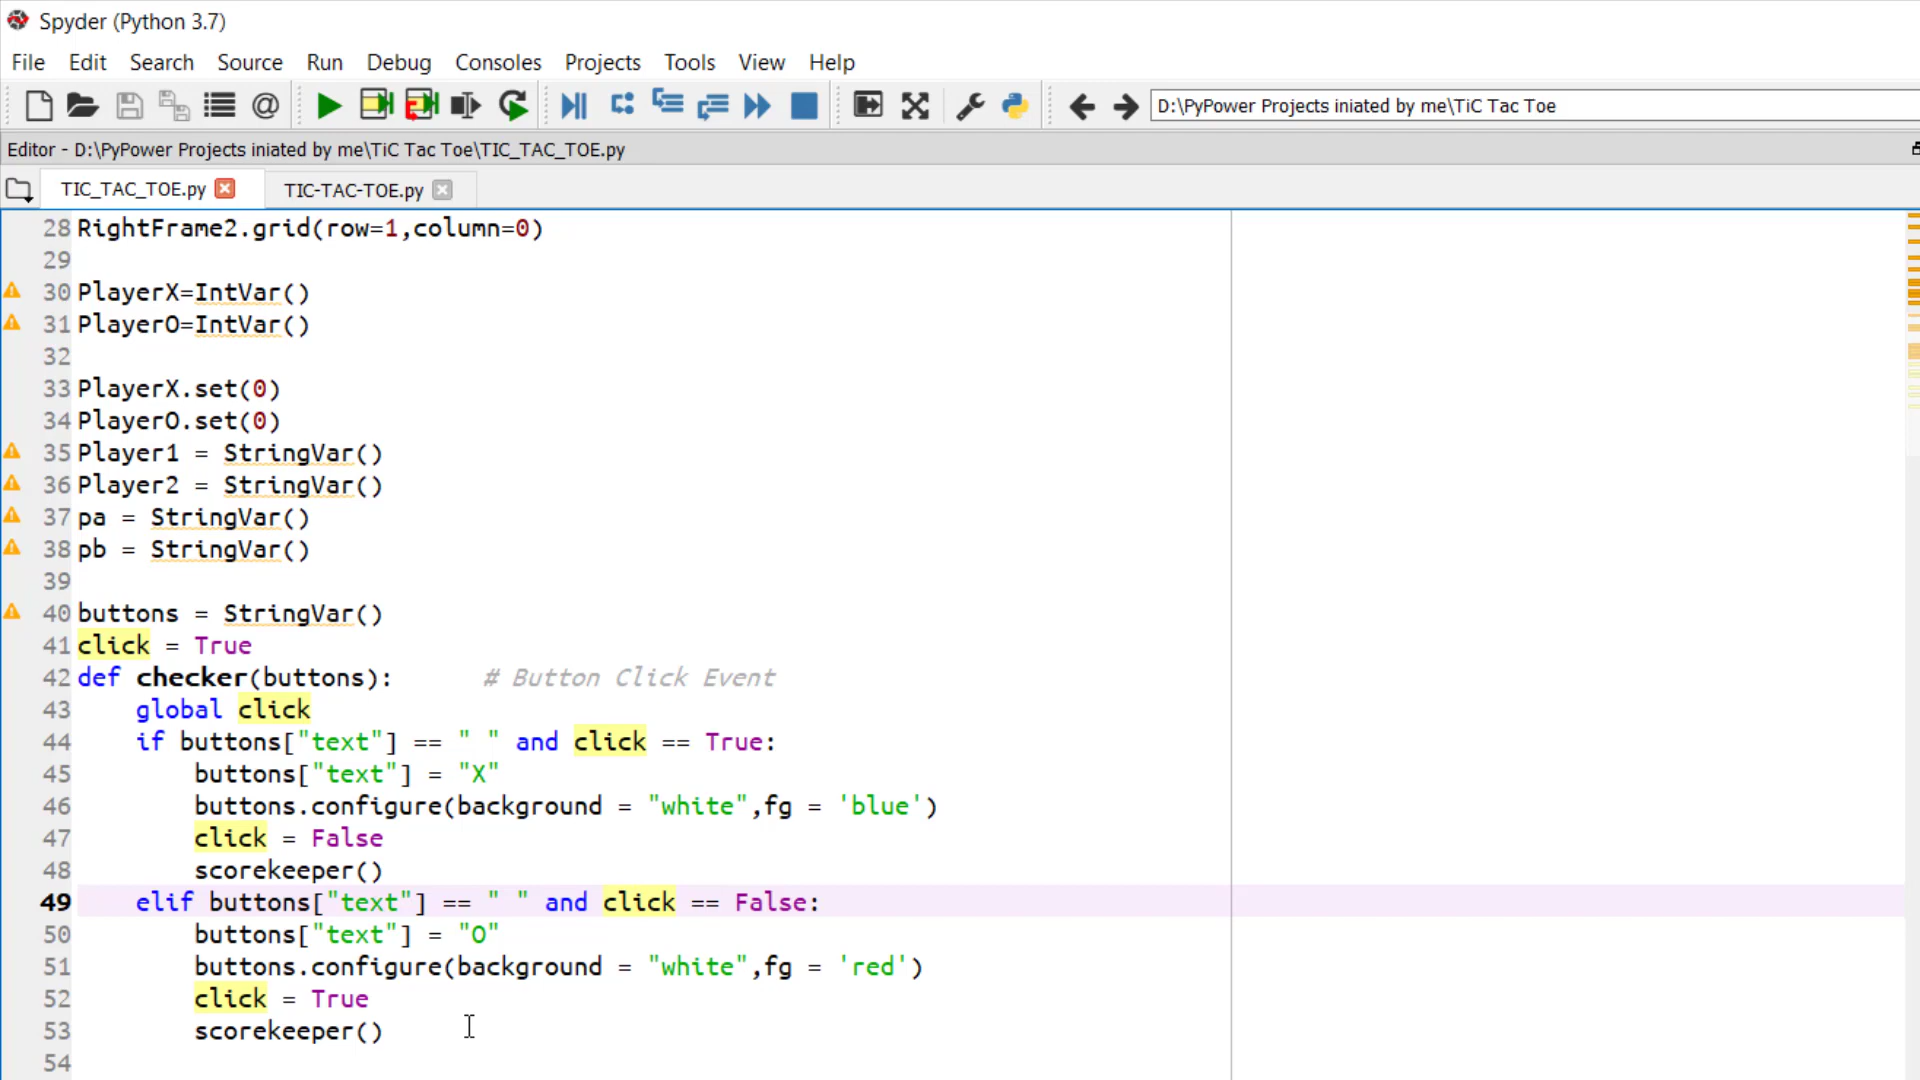 Spyder (Python 3.7)
File Edit Search Source Run Debug Consoles Projects Tools View Help
D:\PyPower Projects iniated by me\TiC Tac Toe
Editor - D:\PyPower Projects iniated by me\TiC Tac Toe\TIC_TAC_TOE.py
TIC_TAC_TOE.py TIC-TAC-TOE.py
28 RightFrame2.grid(row=1,column=0)
29
30 PlayerX=IntVar()
31 PlayerO=IntVar()
32
33 PlayerX.set(0)
34 PlayerO.set(0)
35 Player1 = StringVar()
36 Player2 = StringVar()
37 pa = StringVar()
38 pb = StringVar()
39
40 buttons = StringVar()
41 click = True
42 def checker(buttons): # Button Click Event
43 global click
44 if buttons["text"] == " " and click == True:
45 buttons["text"] = "X"
46 buttons.configure(background = "white",fg = 'blue')
47 click = False
48 scorekeeper()
49 elif buttons["text"] == " " and click == False:
50 buttons["text"] = "O"
51 buttons.configure(background = "white",fg = 'red')
52 click = True
53 scorekeeper()
54